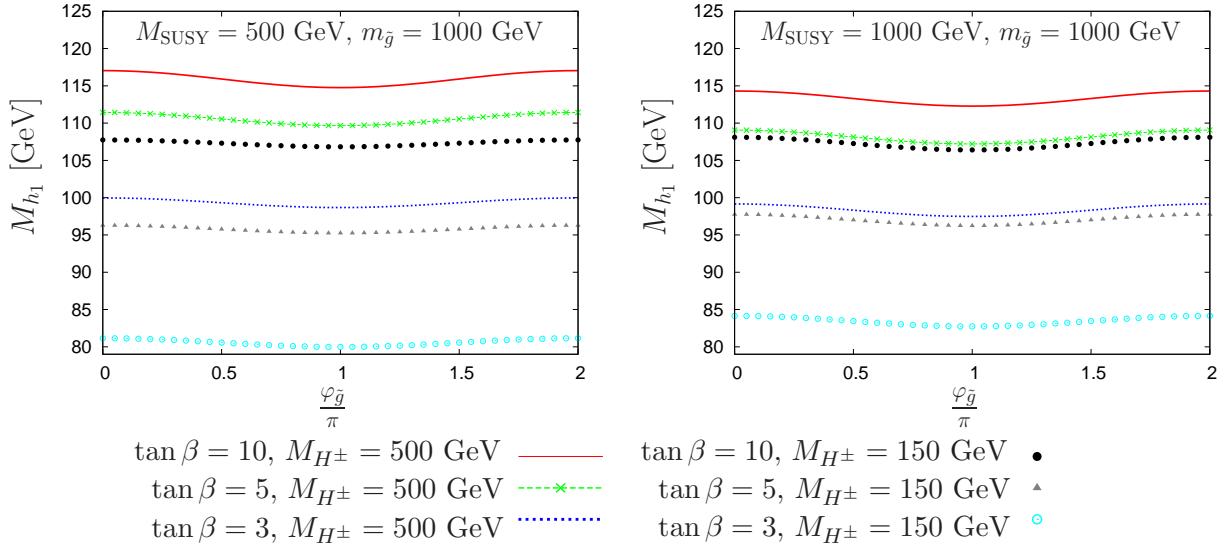 M_SUSY = 500 GeV, m_g̃ = 1000 GeV
M_h₁ [GeV]
125
120
115
110
105
100
95
90
85
80
0 0.5 1 1.5 2
φ_g̃/π
M_SUSY = 1000 GeV, m_g̃ = 1000 GeV
M_h₁ [GeV]
125
120
115
110
105
100
95
90
85
80
0 0.5 1 1.5 2
φ_g̃/π
tan β = 10, M_H± = 500 GeV
tan β = 5, M_H± = 500 GeV
tan β = 3, M_H± = 500 GeV
tan β = 10, M_H± = 150 GeV
tan β = 5, M_H± = 150 GeV
tan β = 3, M_H± = 150 GeV